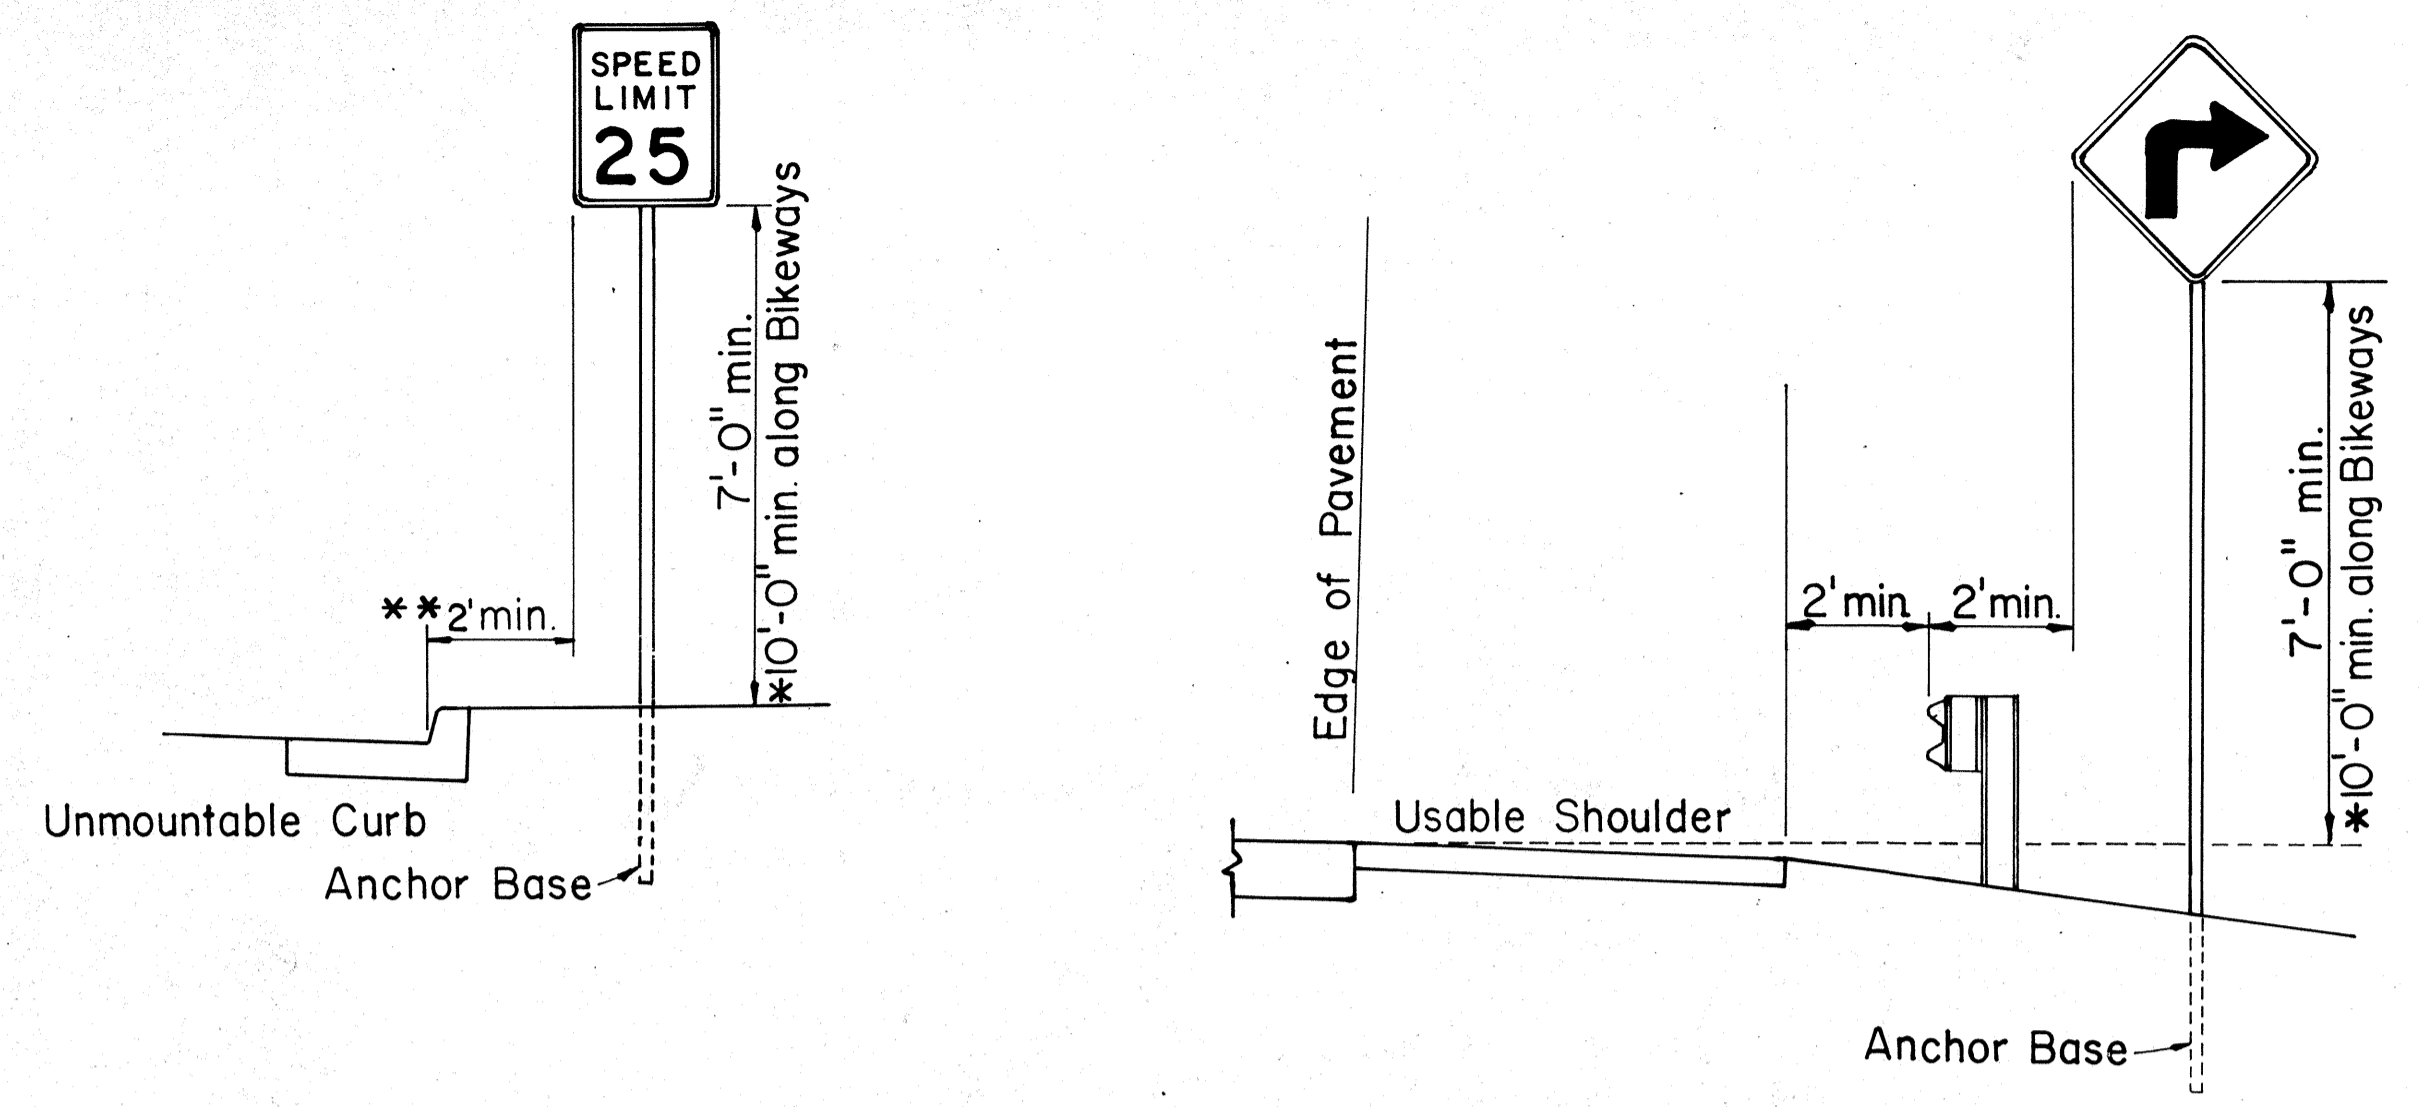 SPEED
LIMIT
25
7'-0" min.
*10'-0" min. along Bikeways
**2' min.
Unmountable Curb
Anchor Base
Edge of Pavement
2' min
2' min.
7'-0" min.
*10'-0" min. along Bikeways
Usable Shoulder
Anchor Base